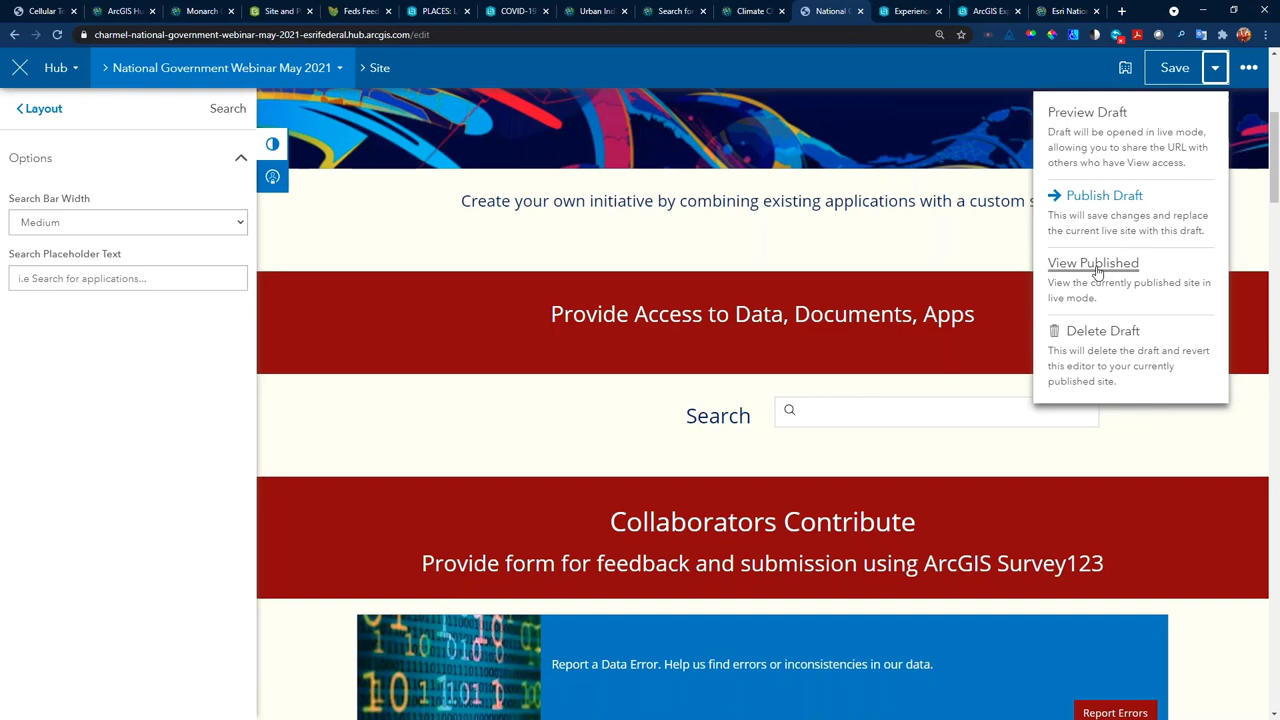 Cellular To
Monarch
Site and P
Feds Feed
PLACES: L
COVID-19
Urban Ind
Search for
Climate C
National G
Experienc
ArcGIS Ex
Esri Natio
charmel-national-government-webinar-may-2021-esrifederal.hub.arcgis.com/edit
Hub
National Government Webinar May 2021
Site
Save
Layout
Search
Options
Search Bar Width
Medium
Search Placeholder Text
i.e Search for applications...
Preview Draft
Draft will be opened in live mode,
allowing you to share the URL with
others who have View access.
Publish Draft
This will save changes and replace
the current live site with this draft.
View Published
View the currently published site in
live mode.
Delete Draft
This will delete the draft and revert
this editor to your currently
published site.
Create your own initiative by combining existing applications with a custom s
Provide Access to Data, Documents, Apps
Search
Collaborators Contribute
Provide form for feedback and submission using ArcGIS Survey123
Report a Data Error. Help us find errors or inconsistencies in our data.
Report Errors